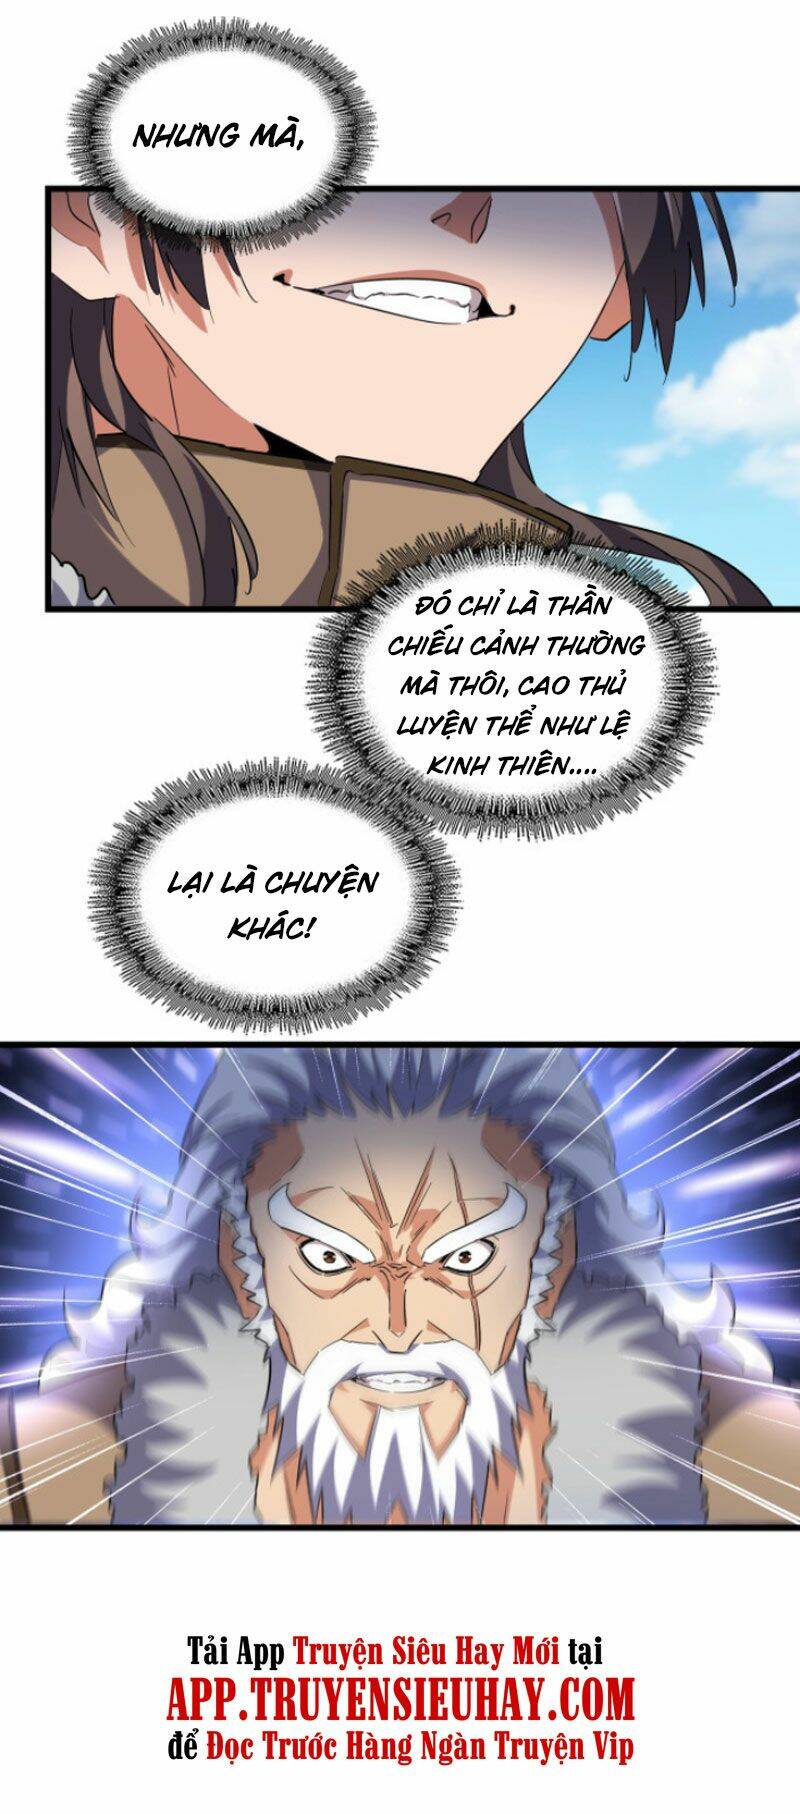 NHƯNG MÀ,
ĐÓ CHỈ LÀ THẦN
CHIẾU CẢNH THƯỜNG
MÀ THÔI, CAO THỦ
LUYỆN THỂ NHƯ LỆ
KINH THIÊN....
LẠI LÀ CHUYỆN
KHÁC!
Tải App Truyện Siêu Hay Mới tại
APP.TRUYENSIEUHAY.COM
để Đọc Trước Hàng Ngàn Truyện Vip